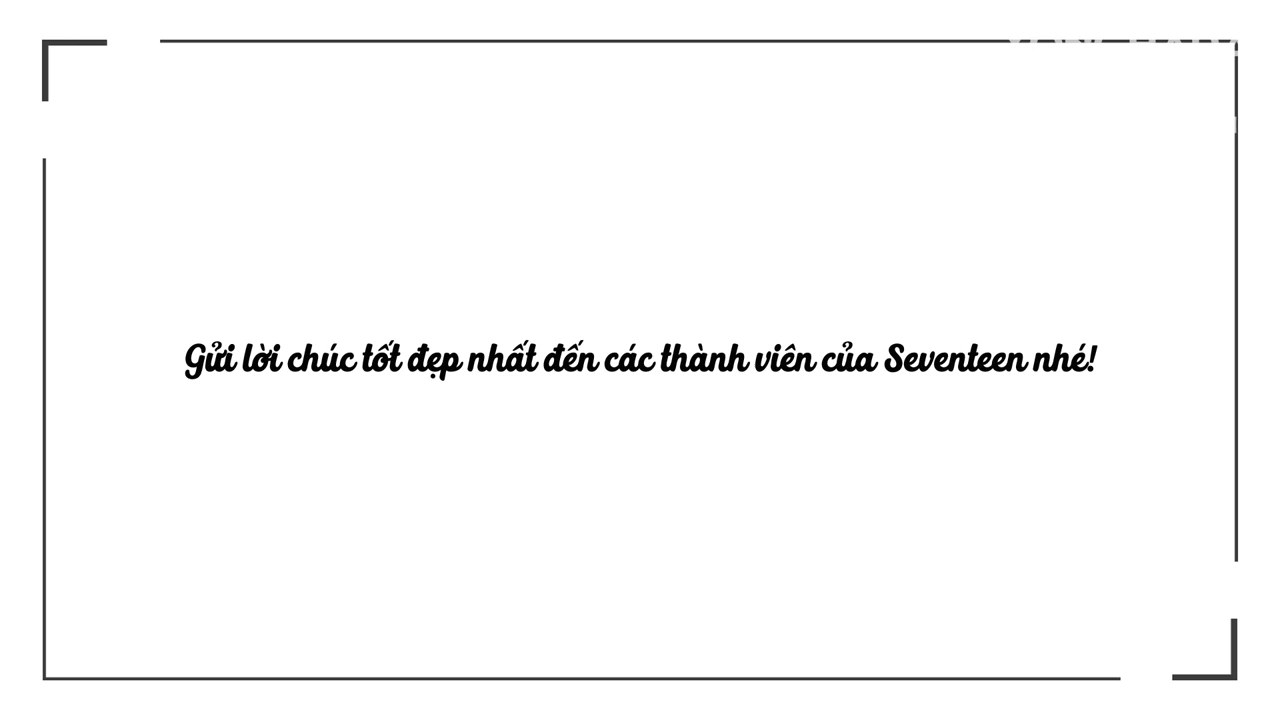 Gửi lời chúc tốt đẹp nhất đến các thành viên của Seventeen nhé!